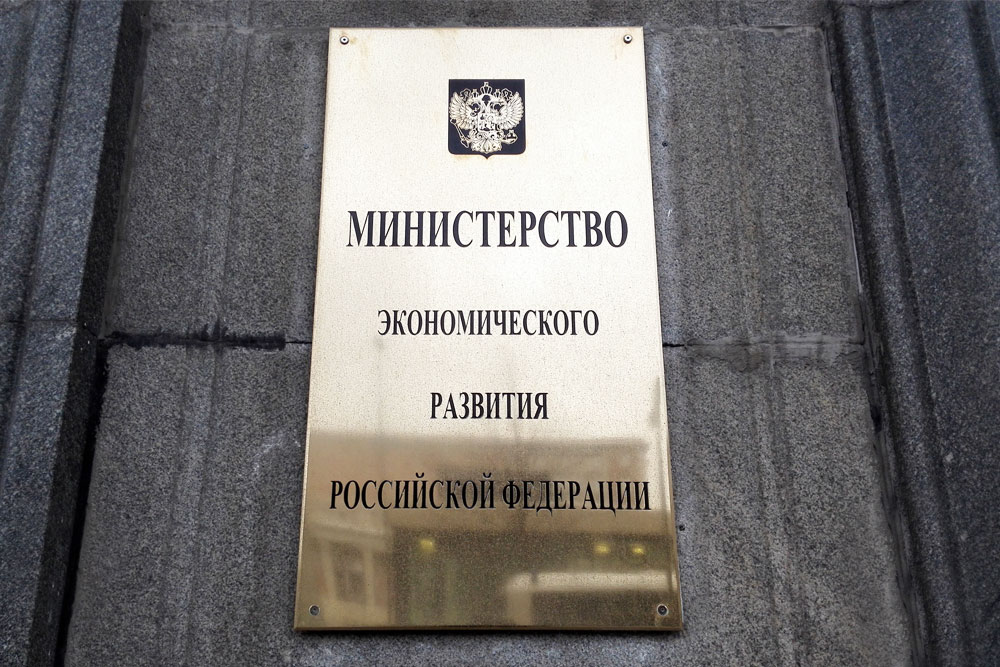 МИНИСТЕРСТВО
ЭКОНОМИЧЕСКОГО
РАЗВИТИЯ
РОССИЙСКОЙ ФЕДЕРАЦИИ